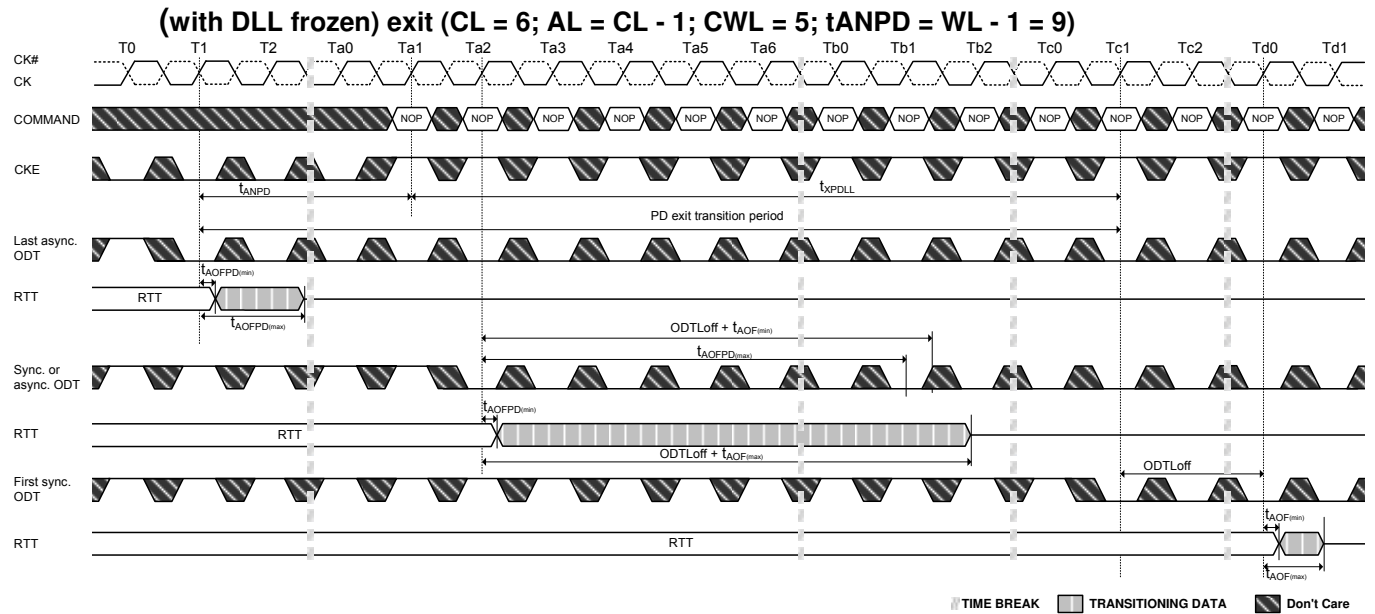 (with DLL frozen) exit (CL = 6; AL = CL - 1; CWL = 5; tANPD = WL - 1 = 9)
T0 T1 T2 Ta0 Ta1 Ta2 Ta3 Ta4 Ta5 Ta6 Tb0 Tb1 Tb2 Tc0 Tc1 Tc2 Td0 Td1
CK#
CK
COMMAND NOP NOP NOP NOP NOP NOP NOP NOP NOP NOP NOP NOP NOP NOP
CKE
tANPD tXPDLL
PD exit transition period
Last async.
ODT
tAOFPD(min)
RTT RTT
tAOFPD(max)
ODTLoff + tAOF(min)
tAOFPD(max)
Sync. or
async. ODT
tAOFPD(min)
RTT RTT
ODTLoff + tAOF(max)
ODTLoff
First sync.
ODT
tAOF(min)
RTT RTT
tAOF(max)
TIME BREAK TRANSITIONING DATA Don't Care